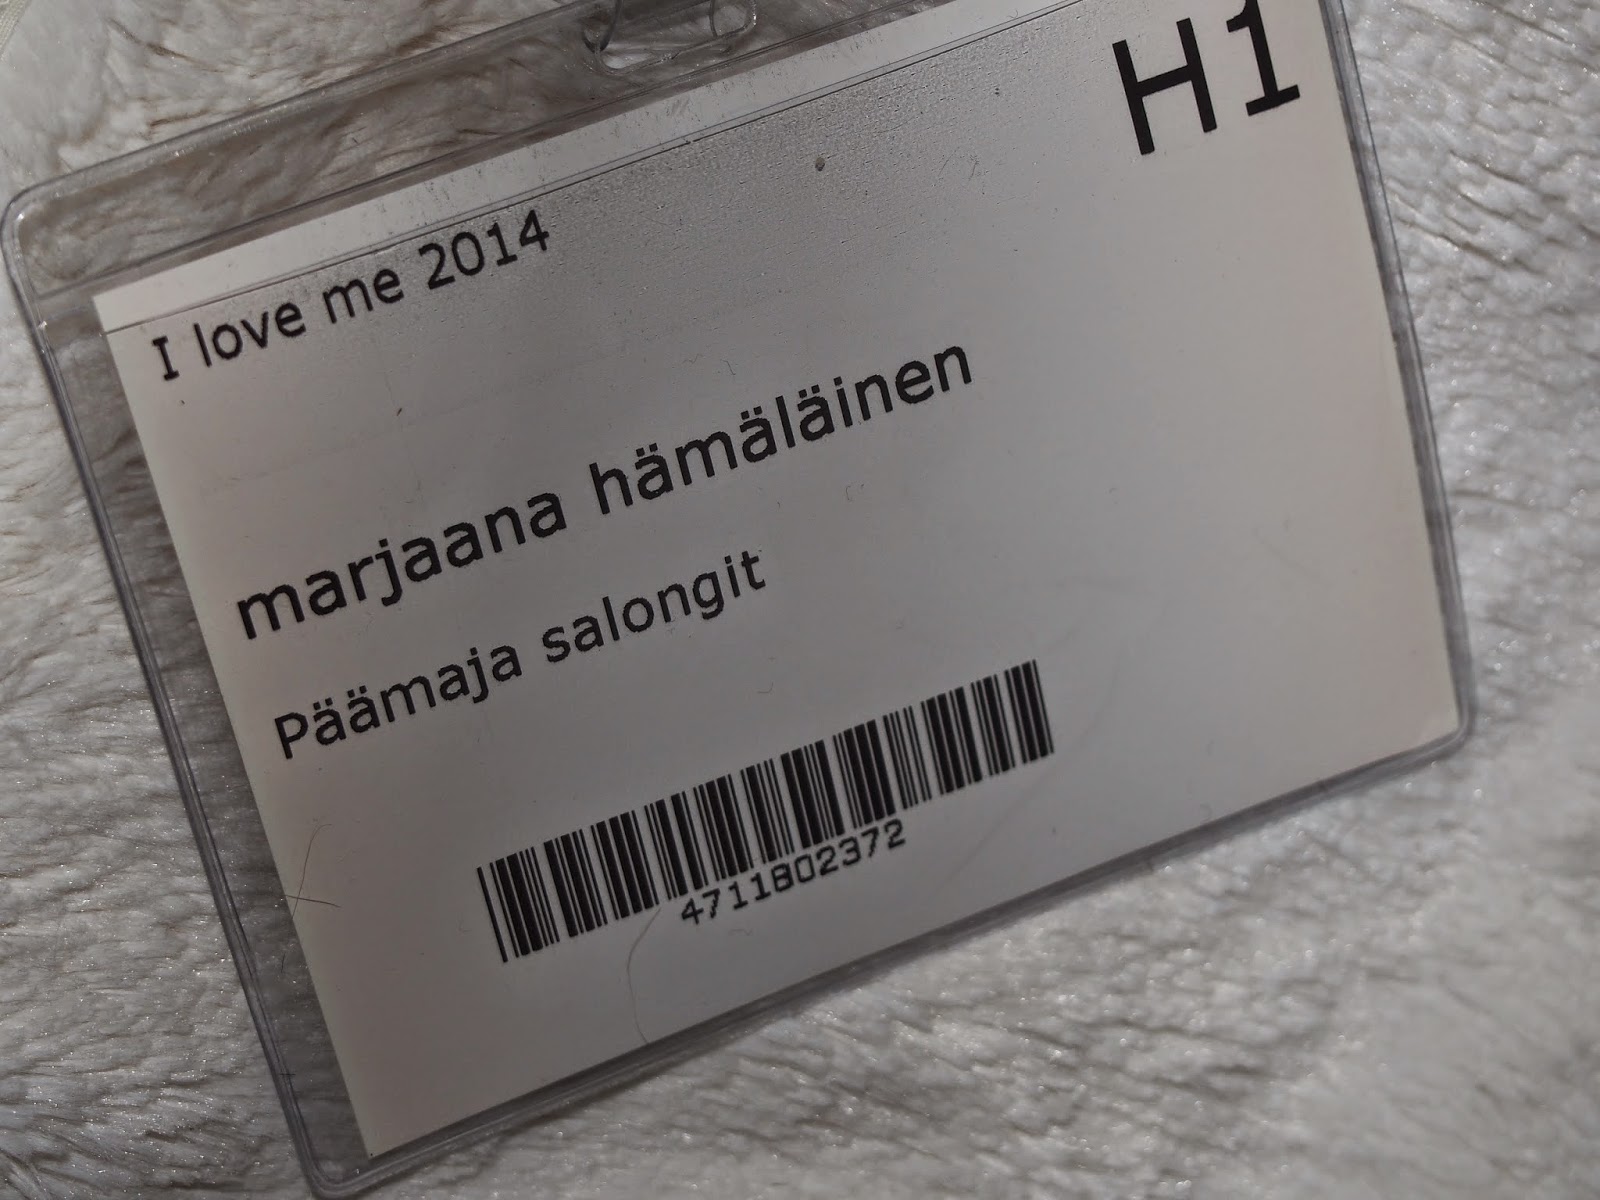 H1
I love me 2014
marjaana hämäläinen
Päämaja salongit
4711802372